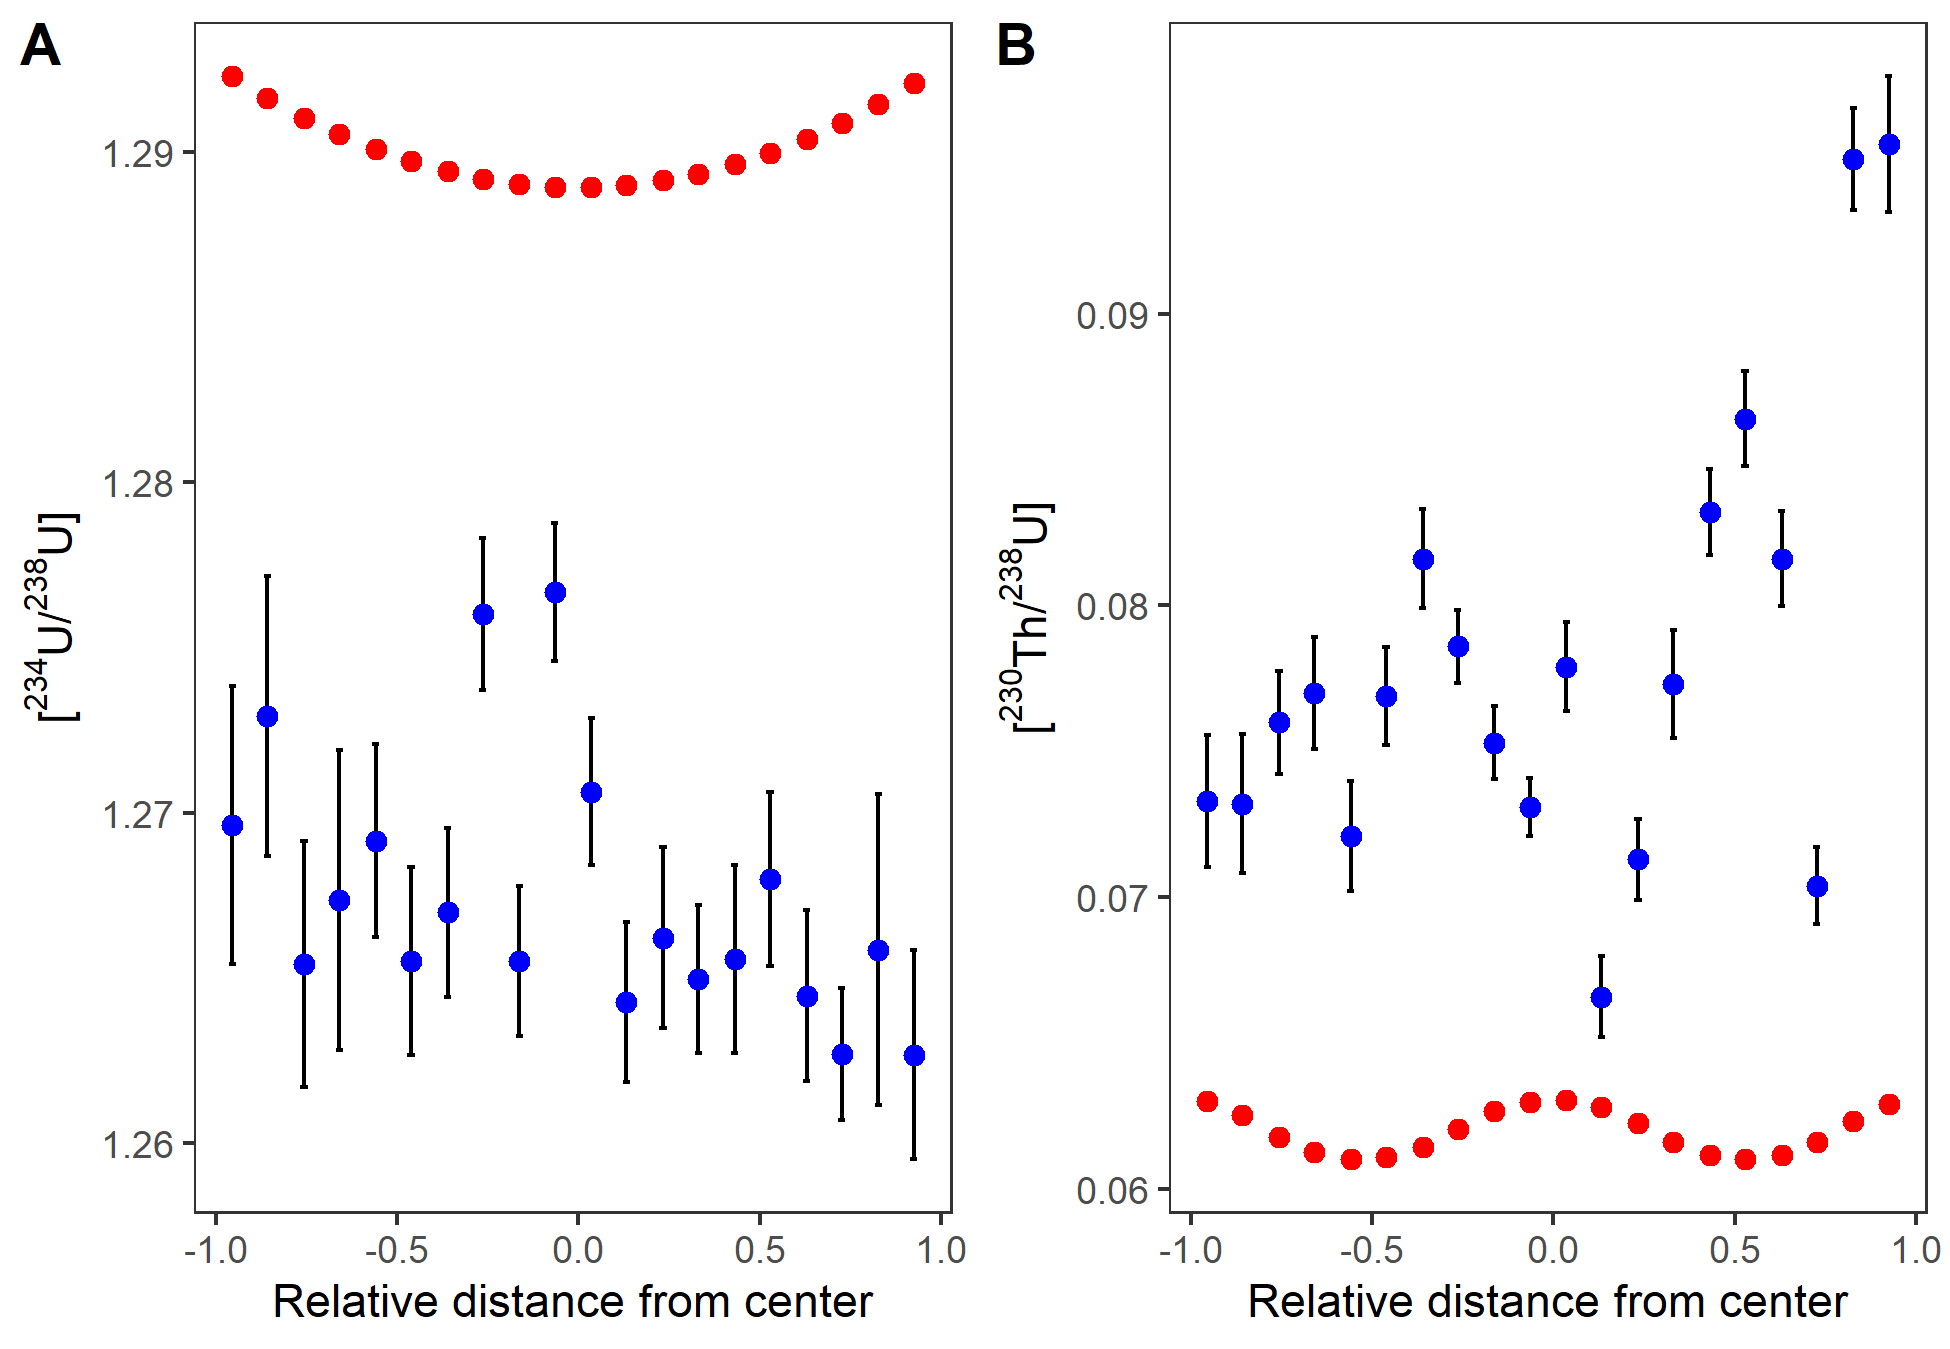 A
B
1.29
1.28
1.27
1.26
[²³⁴U/²³⁸U]
-1.0 -0.5 0.0 0.5 1.0
Relative distance from center
0.09
0.08
0.07
0.06
[²³⁰Th/²³⁸U]
-1.0 -0.5 0.0 0.5 1.0
Relative distance from center